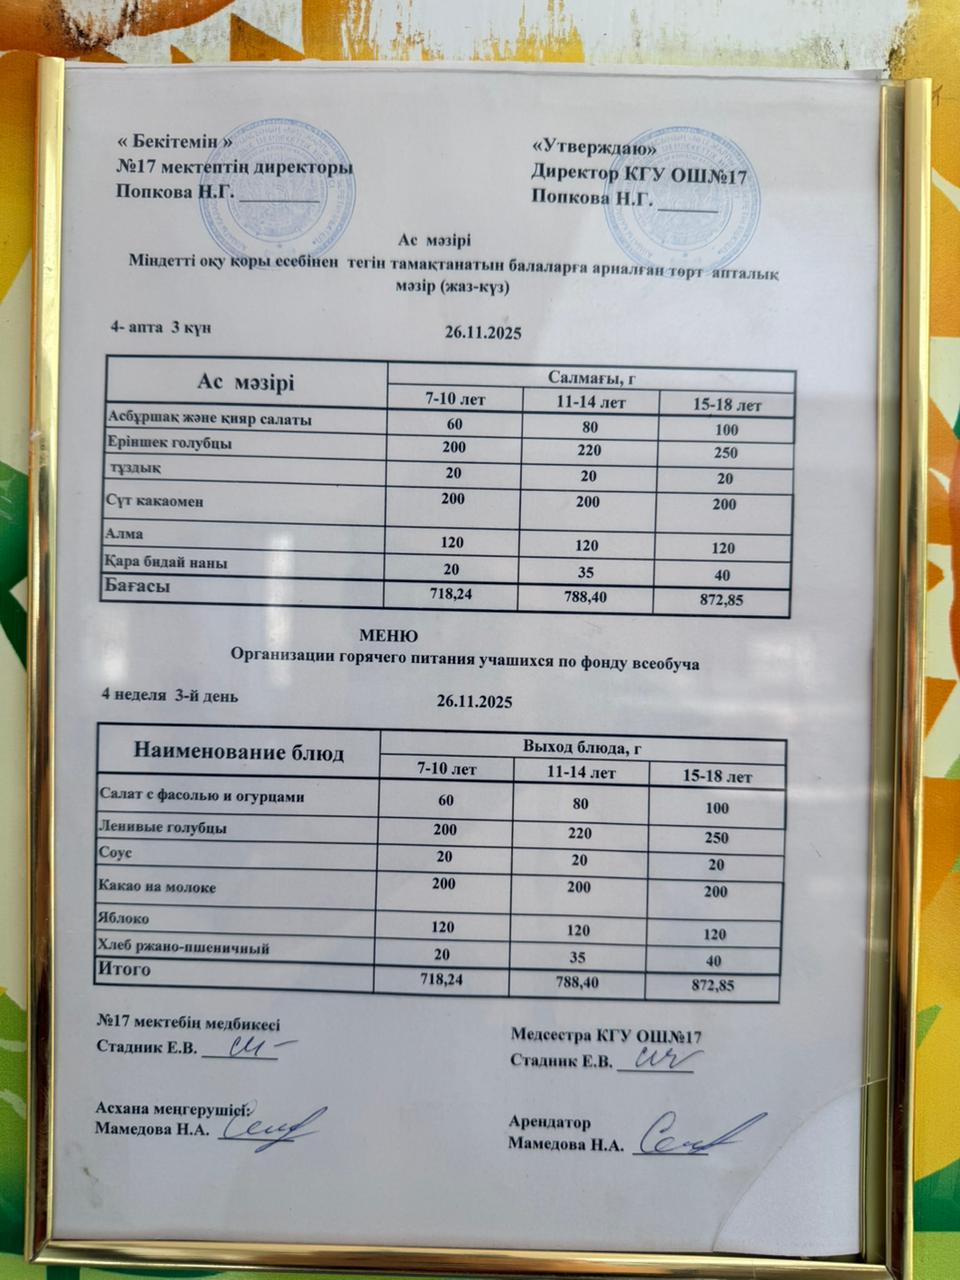 « Бекітемін »
№17 мектептің директоры
Попкова Н.Г.
«Утверждаю»
Директор КГУ ОШ№17
Попкова Н.Г.
Ас мәзірі
Міндетті оқу қоры есебінен тегін тамақтанатын балаларға арналған төрт апталық
мәзір (жаз-күз)
4- апта 3 күн 26.11.2025
Ас мәзірі Салмағы, г
7-10 лет 11-14 лет 15-18 лет
Асбұршақ және қияр салаты 60 80 100
Еріншек голубцы 200 220 250
тұздық 20 20 20
Сүт какаомен 200 200 200
Алма 120 120 120
Қара бидай наны 20 35 40
Бағасы 718,24 788,40 872,85
МЕНЮ
Организации горячего питания учашихся по фонду всеобуча
4 неделя 3-й день 26.11.2025
Наименование блюд Выход блюда, г
7-10 лет 11-14 лет 15-18 лет
Салат с фасолью и огурцами 60 80 100
Ленивые голубцы 200 220 250
Соус 20 20 20
Какао на молоке 200 200 200
Яблоко 120 120 120
Хлеб ржано-пшеничный 20 35 40
Итого 718,24 788,40 872,85
№17 мектебің медбикесі
Стадник Е.В.
Медсестра КГУ ОШ№17
Стадник Е.В.
Асхана меңгерушісі:
Мамедова Н.А.
Арендатор
Мамедова Н.А.